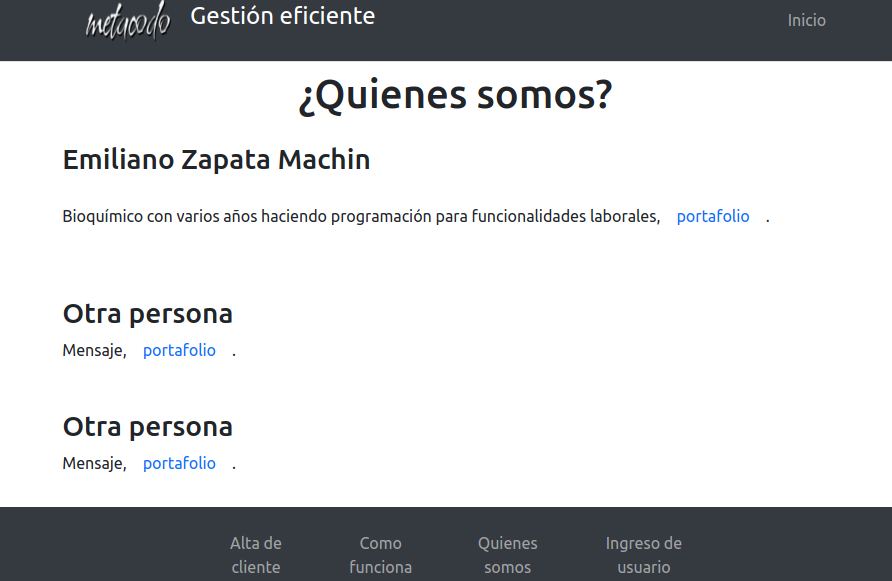 metacodo Gestión eficiente Inicio
¿Quienes somos?
Emiliano Zapata Machin
Bioquímico con varios años haciendo programación para funcionalidades laborales, portafolio .
Otra persona
Mensaje, portafolio .
Otra persona
Mensaje, portafolio .
Alta de cliente
Como funciona
Quienes somos
Ingreso de usuario